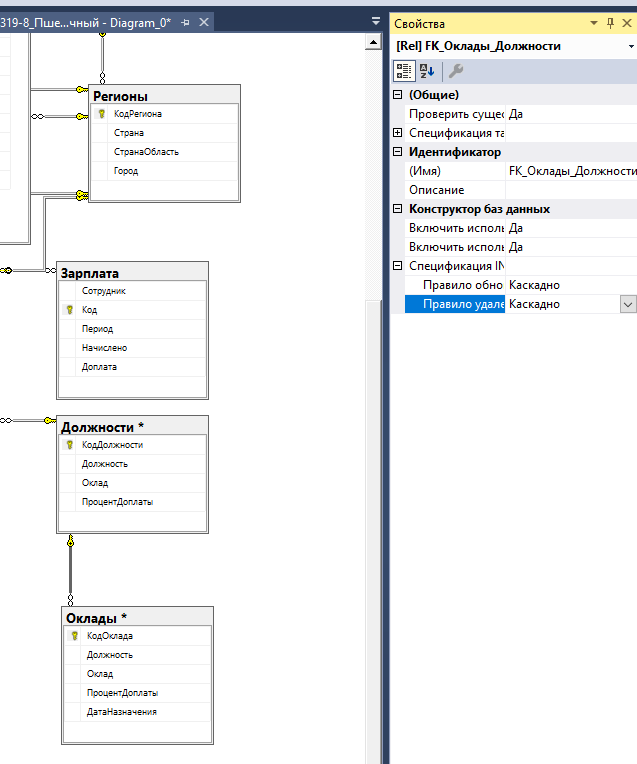 319-8_Пше...чный - Diagram_0*
Регионы
КодРегиона
Страна
СтранаОбласть
Город
Зарплата
Сотрудник
Код
Период
Начислено
Доплата
Должности *
КодДолжности
Должность
Оклад
ПроцентДоплаты
Оклады *
КодОклада
Должность
Оклад
ПроцентДоплаты
ДатаНазначения
Свойства
[Rel] FK_Оклады_Должности
(Общие)
Проверить сущес Да
Спецификация та
Идентификатор
(Имя) FK_Оклады_Должности
Описание
Конструктор баз данных
Включить исполь Да
Включить исполь Да
Спецификация IN
Правило обно Каскадно
Правило удале Каскадно